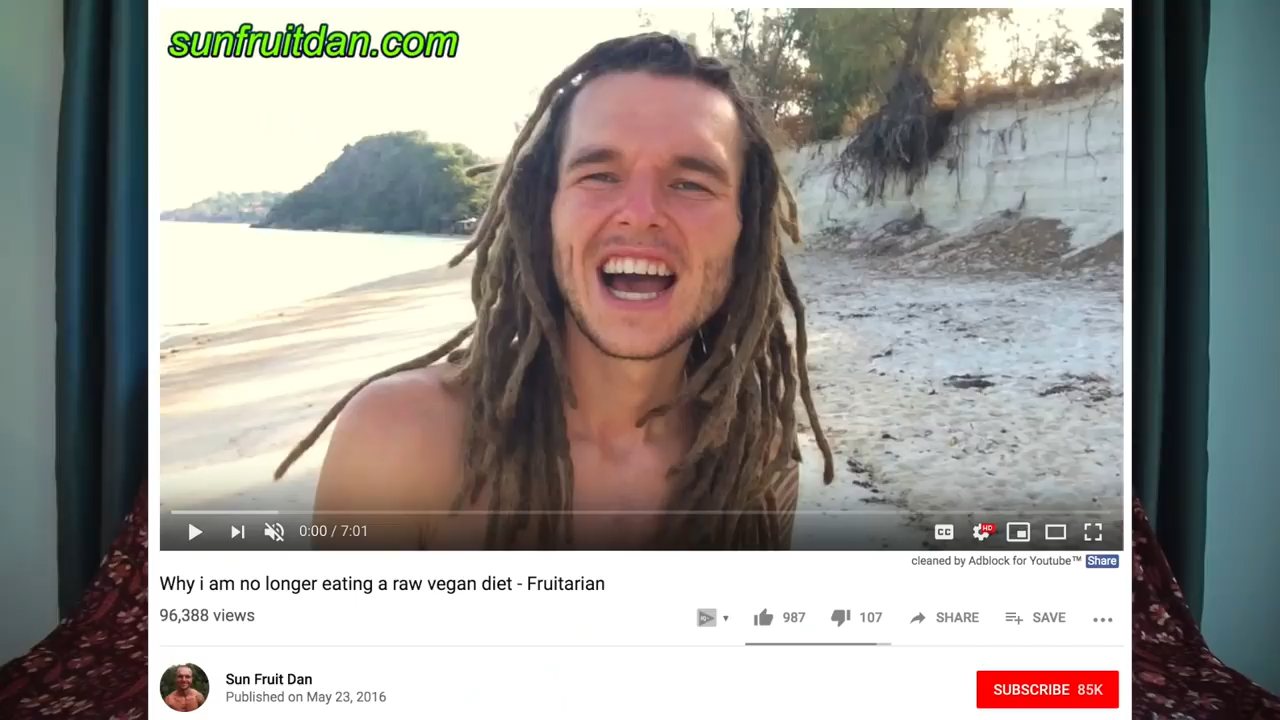 sunfruitdan.com
0:00 / 7:01
CC
HD
cleaned by Adblock for Youtube™ Share
Why i am no longer eating a raw vegan diet - Fruitarian
96,388 views
987
107
SHARE
SAVE
Sun Fruit Dan
Published on May 23, 2016
SUBSCRIBE 85K